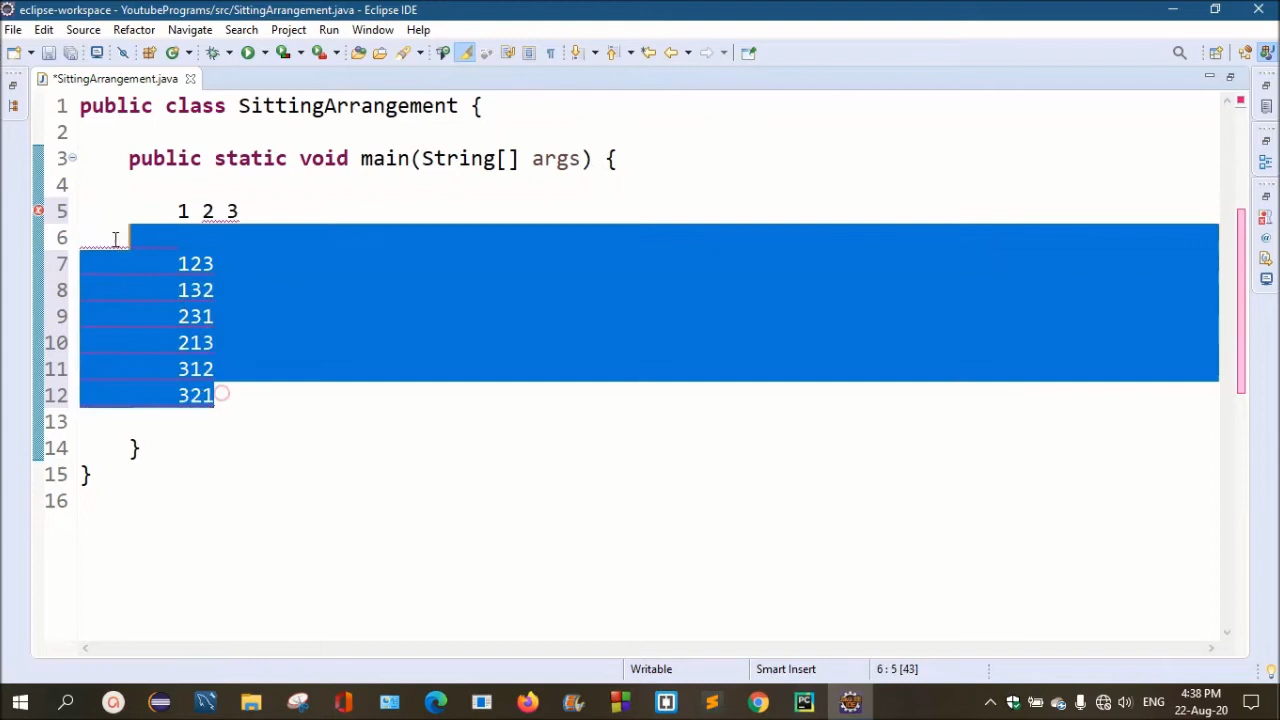 eclipse-workspace - YoutubePrograms/src/SittingArrangement.java - Eclipse IDE
File Edit Source Refactor Navigate Search Project Run Window Help
*SittingArrangement.java
1 public class SittingArrangement {
2
3 public static void main(String[] args) {
4
5 1 2 3
6
7 123
8 132
9 231
10 213
11 312
12 321
13
14 }
15 }
16
Writable Smart Insert 6 : 5 [43]
ENG 4:38 PM
22-Aug-20